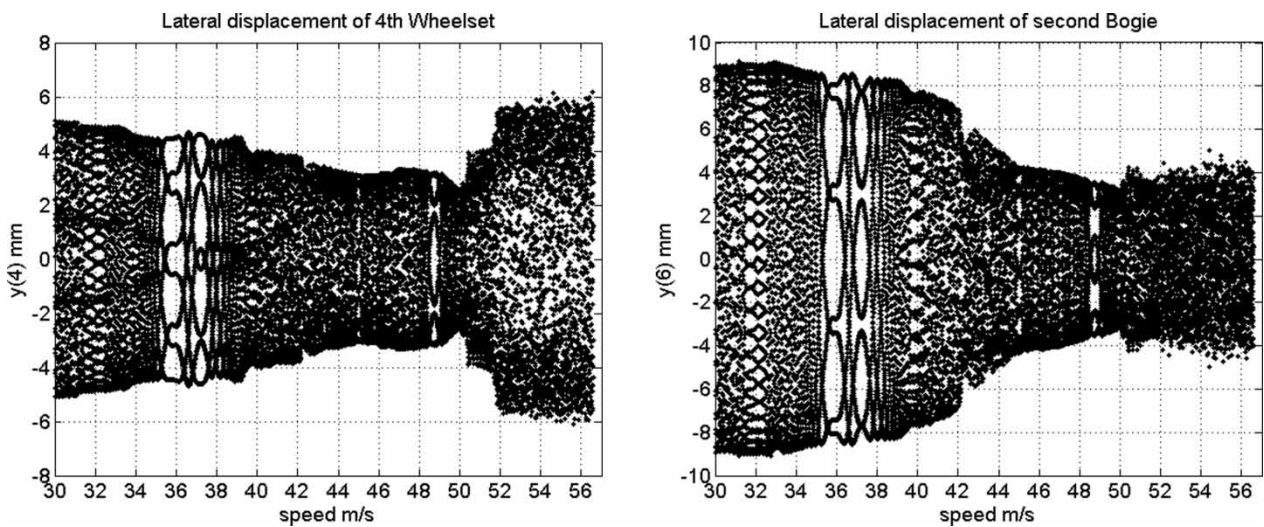 Lateral displacement of 4th Wheelset
8
6
4
2
0
-2
-4
-6
-8
y(4) mm
30 32 34 36 38 40 42 44 46 48 50 52 54 56
speed m/s
Lateral displacement of second Bogie
10
8
6
4
2
0
-2
-4
-6
-8
-10
y(6) mm
30 32 34 36 38 40 42 44 46 48 50 52 54 56
speed m/s